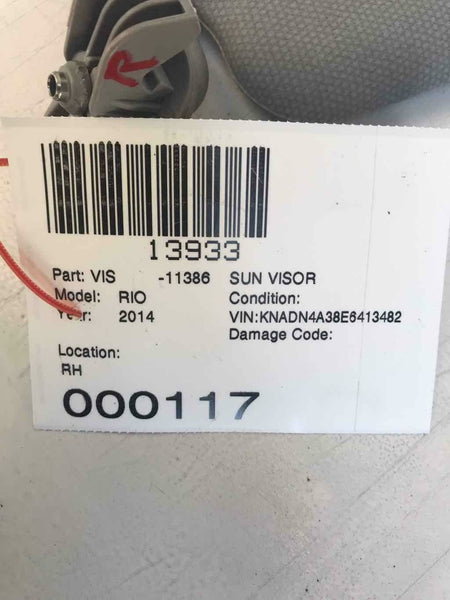 R
13933
Part: VIS -11386 SUN VISOR
Model: RIO Condition:
Year: 2014 VIN:KNADN4A38E6413482
Damage Code:
Location:
RH
000117